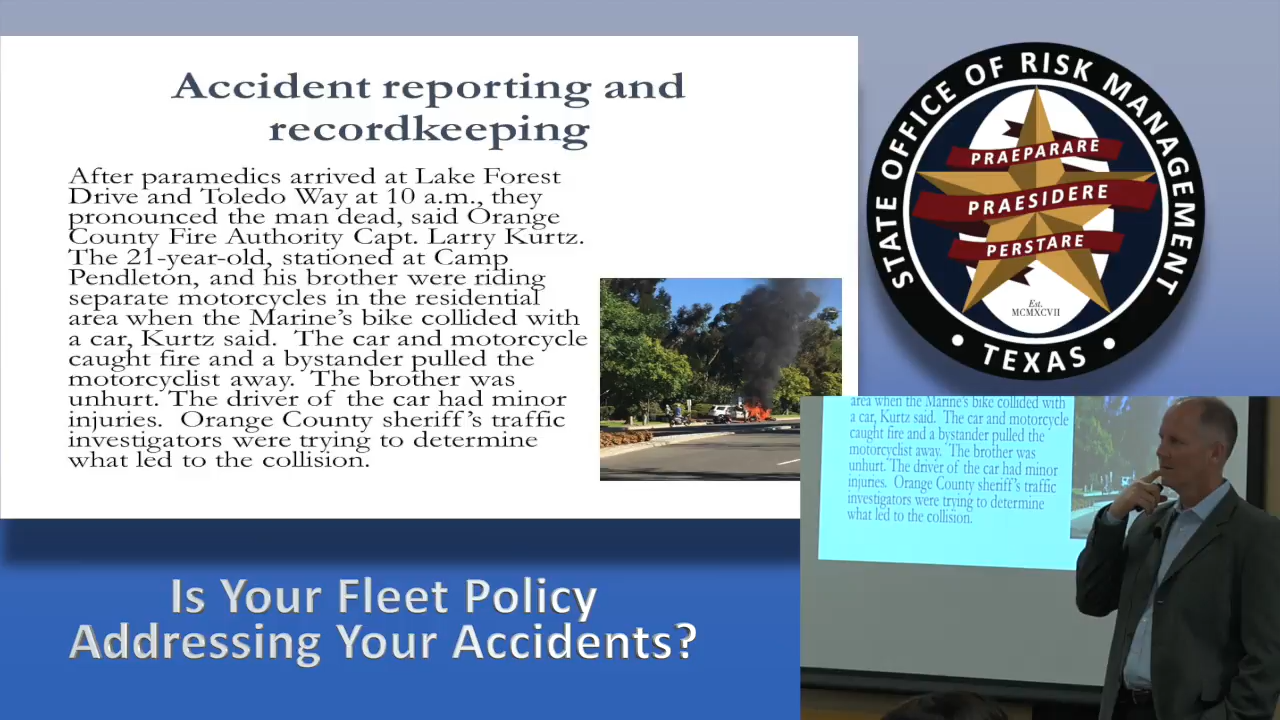 Accident reporting and
recordkeeping
After paramedics arrived at Lake Forest
Drive and Toledo Way at 10 a.m., they
pronounced the man dead, said Orange
County Fire Authority Capt. Larry Kurtz.
The 21-year-old, stationed at Camp
Pendleton, and his brother were riding
separate motorcycles in the residential
area when the Marine's bike collided with
a car, Kurtz said.  The car and motorcycle
caught fire and a bystander pulled the
motorcyclist away.  The brother was
unhurt. The driver of the car had minor
injuries.  Orange County sheriff's traffic
investigators were trying to determine
what led to the collision.
STATE OFFICE OF RISK MANAGEMENT
PRAEPARARE
PRAESIDERE
PERSTARE
Est.
MCMXCVII
• TEXAS •
area when the Marine's bike collided with
a car, Kurtz said.  The car and motorcycle
caught fire and a bystander pulled the
motorcyclist away.  The brother was
unhurt. The driver of the car had minor
injuries.  Orange County sheriff's traffic
investigators were trying to determine
what led to the collision.
Is Your Fleet Policy
Addressing Your Accidents?